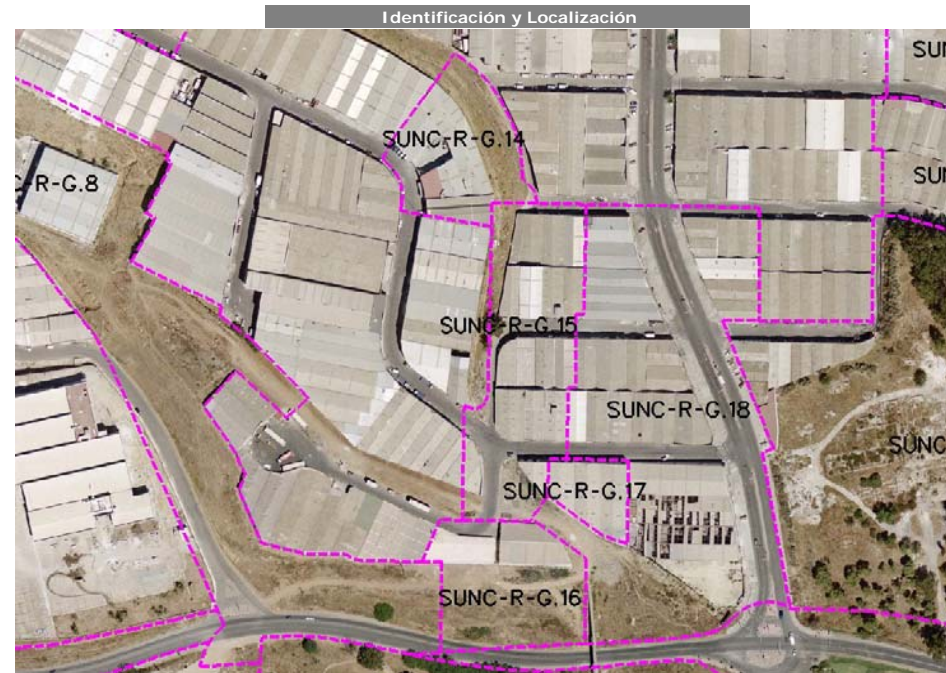 Identificación y Localización
SUN
SUNC-R-G.14
C-R-G.8
SUN
SUNC-R-G.15
SUNC-R-G.18
SUNC
SUNC-R-G.17
SUNC-R-G.16